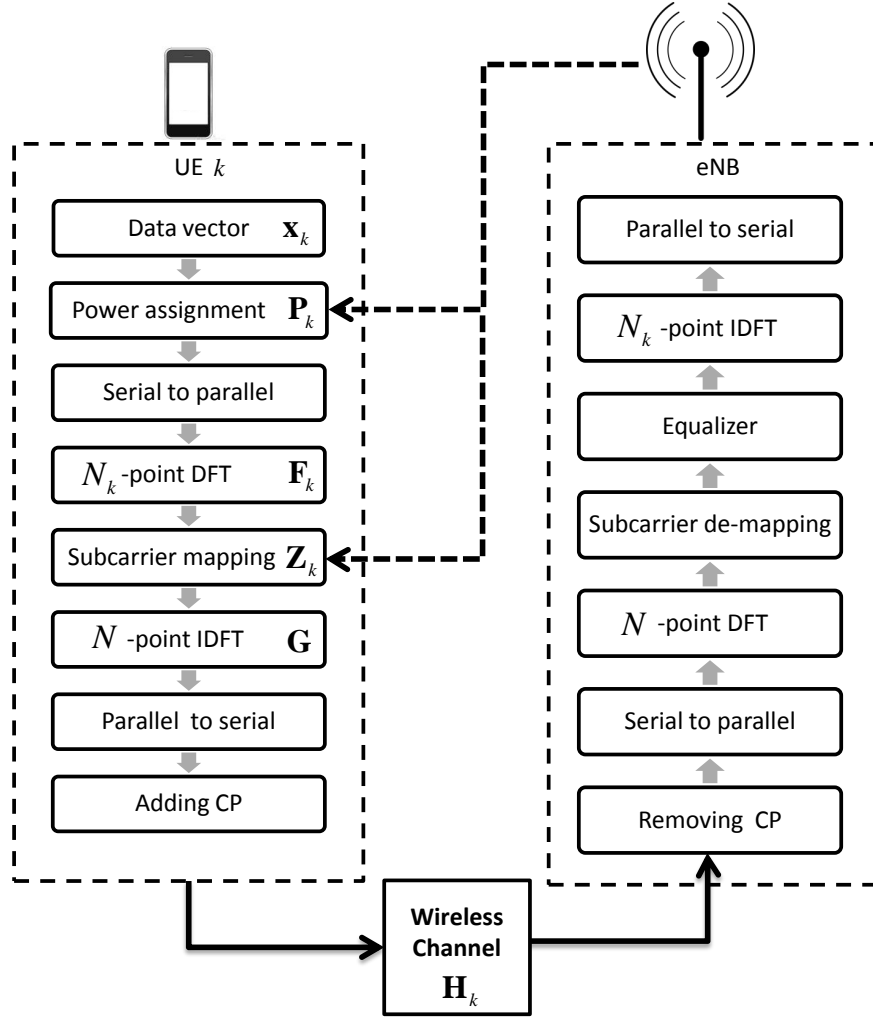 UE k
Data vector x_k
Power assignment P_k
Serial to parallel
N_k -point DFT F_k
Subcarrier mapping Z_k
N -point IDFT G
Parallel to serial
Adding CP
Wireless
Channel
H_k
eNB
Parallel to serial
N_k -point IDFT
Equalizer
Subcarrier de-mapping
N -point DFT
Serial to parallel
Removing CP